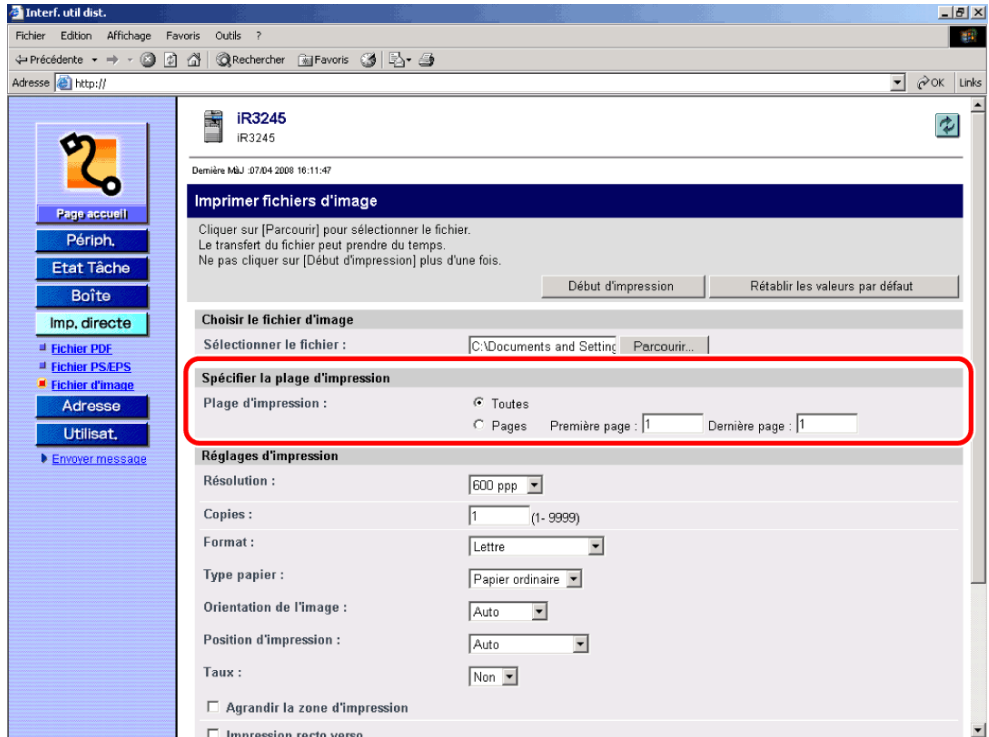 Interf. util dist.
Fichier Edition Affichage Favoris Outils ?
Précédente Rechercher Favoris
Adresse http:// OK Links
iR3245
iR3245
Dernière MàJ :07/04 2008 16:11:47
Page accueil
Périph.
Etat Tâche
Boîte
Imp. directe
Fichier PDF
Fichier PS/EPS
Fichier d'image
Adresse
Utilisat.
Envoyer message
Imprimer fichiers d'image
Cliquer sur [Parcourir] pour sélectionner le fichier.
Le transfert du fichier peut prendre du temps.
Ne pas cliquer sur [Début d'impression] plus d'une fois.
Début d'impression Rétablir les valeurs par défaut
Choisir le fichier d'image
Sélectionner le fichier : C:\Documents and Setting Parcourir...
Spécifier la plage d'impression
Plage d'impression : Toutes
Pages Première page : 1 Dernière page : 1
Réglages d'impression
Résolution : 600 ppp
Copies : 1 (1- 9999)
Format : Lettre
Type papier : Papier ordinaire
Orientation de l'image : Auto
Position d'impression : Auto
Taux : Non
Agrandir la zone d'impression
Impression recto verso